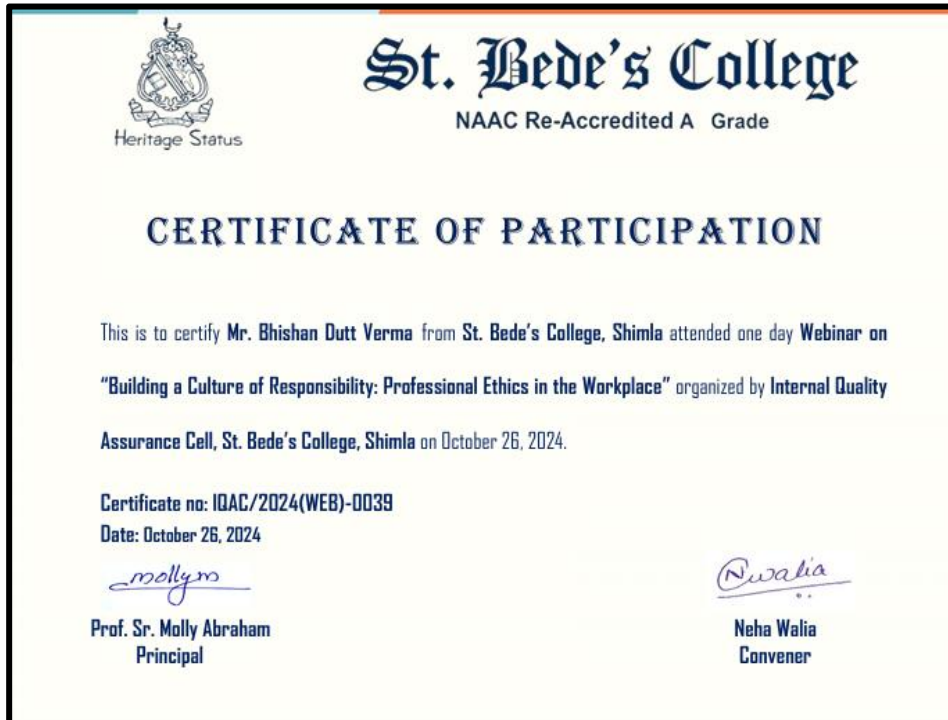 St. Bede's College
NAAC Re-Accredited A Grade
Heritage Status
CERTIFICATE OF PARTICIPATION
This is to certify Mr. Bhishan Dutt Verma from St. Bede's College, Shimla attended one day Webinar on
“Building a Culture of Responsibility: Professional Ethics in the Workplace” organized by Internal Quality
Assurance Cell, St. Bede's College, Shimla on October 26, 2024.
Certificate no: IQAC/2024(WEB)-0039
Date: October 26, 2024
mollym
Nwalia
Prof. Sr. Molly Abraham
Neha Walia
Principal
Convener